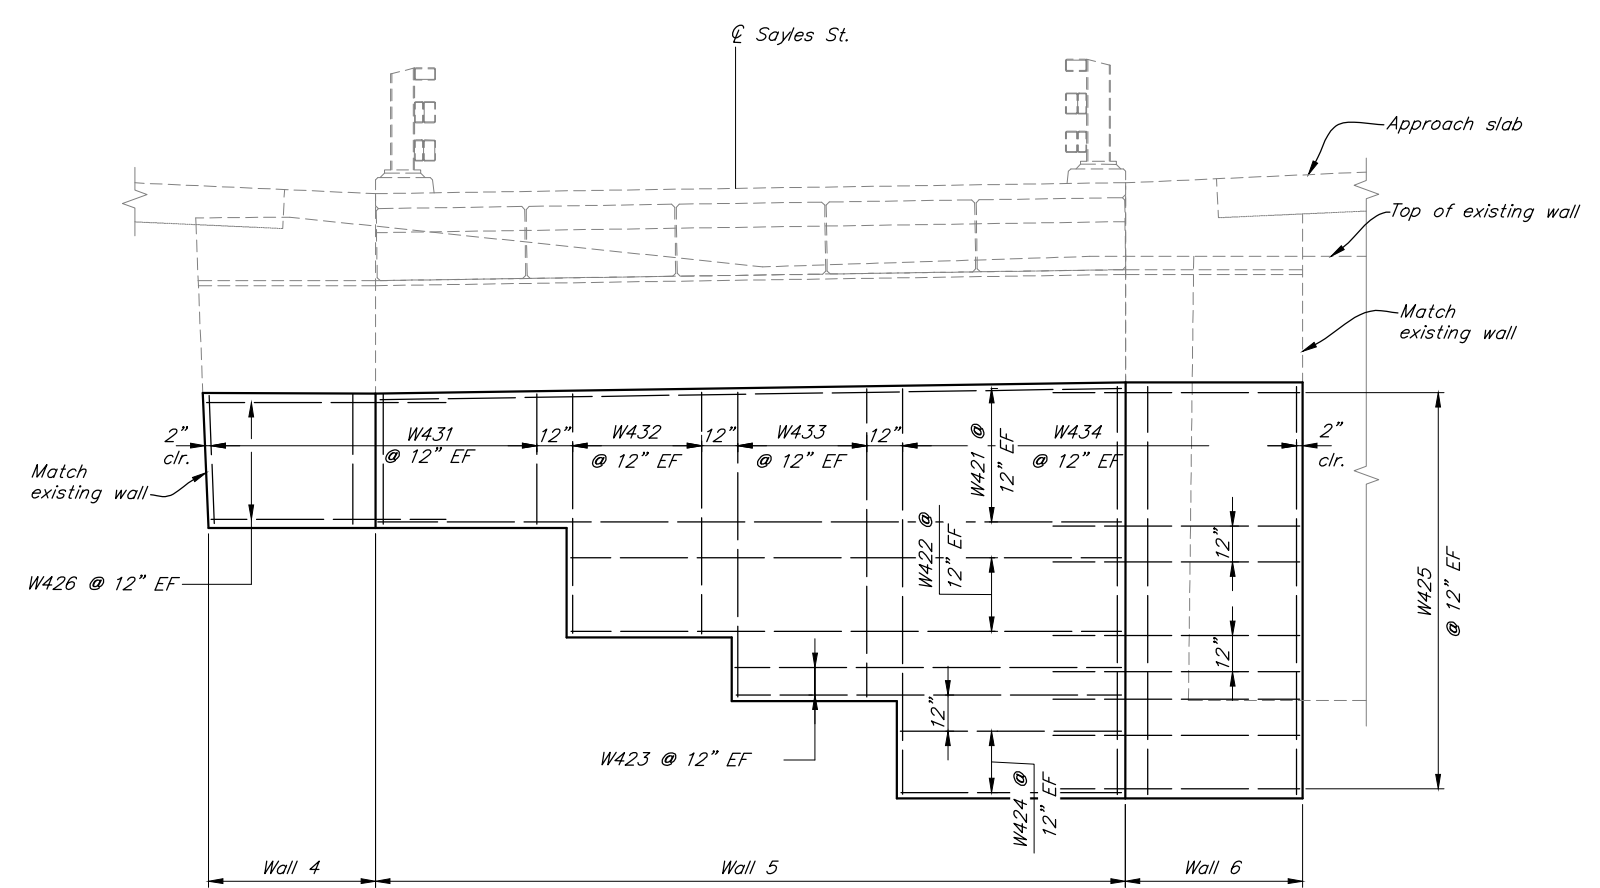 ℄ Sayles St.
Approach slab
Top of existing wall
Match
existing wall
2"
clr.
W431
@ 12" EF
12"
W432
@ 12" EF
12"
W433
@ 12" EF
12"
W421 @
12" EF
W434
@ 12" EF
2"
clr.
Match
existing wall
W422 @
12" EF
12"
12"
W425
@ 12" EF
W426 @ 12" EF
12"
W423 @ 12" EF
W424 @
12" EF
Wall 4
Wall 5
Wall 6